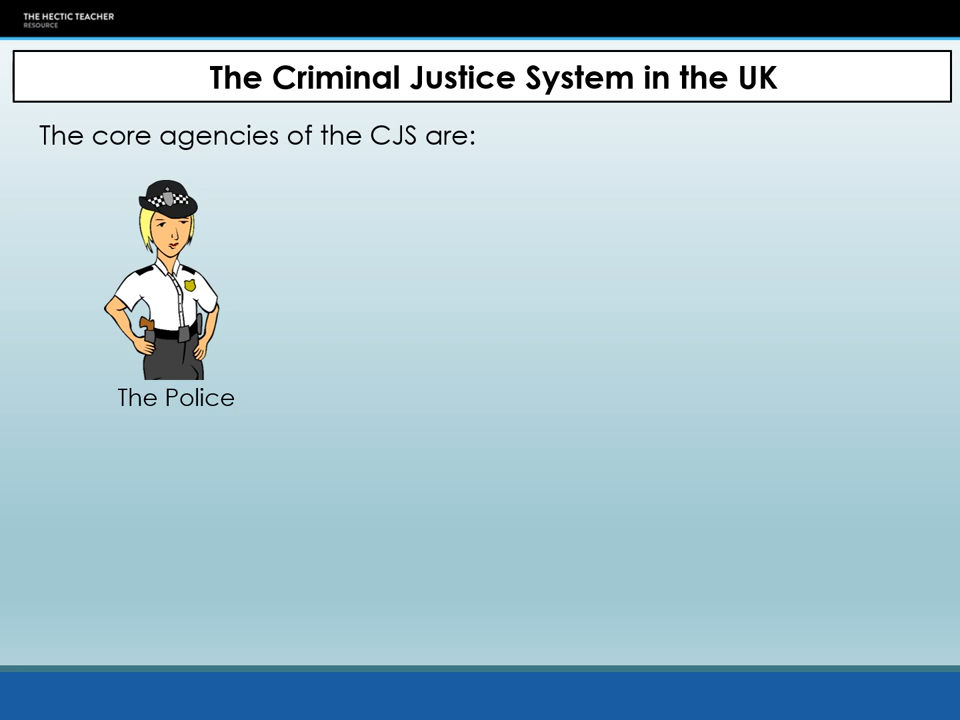 THE HECTIC TEACHER
RESOURCE
The Criminal Justice System in the UK
The core agencies of the CJS are:
The Police